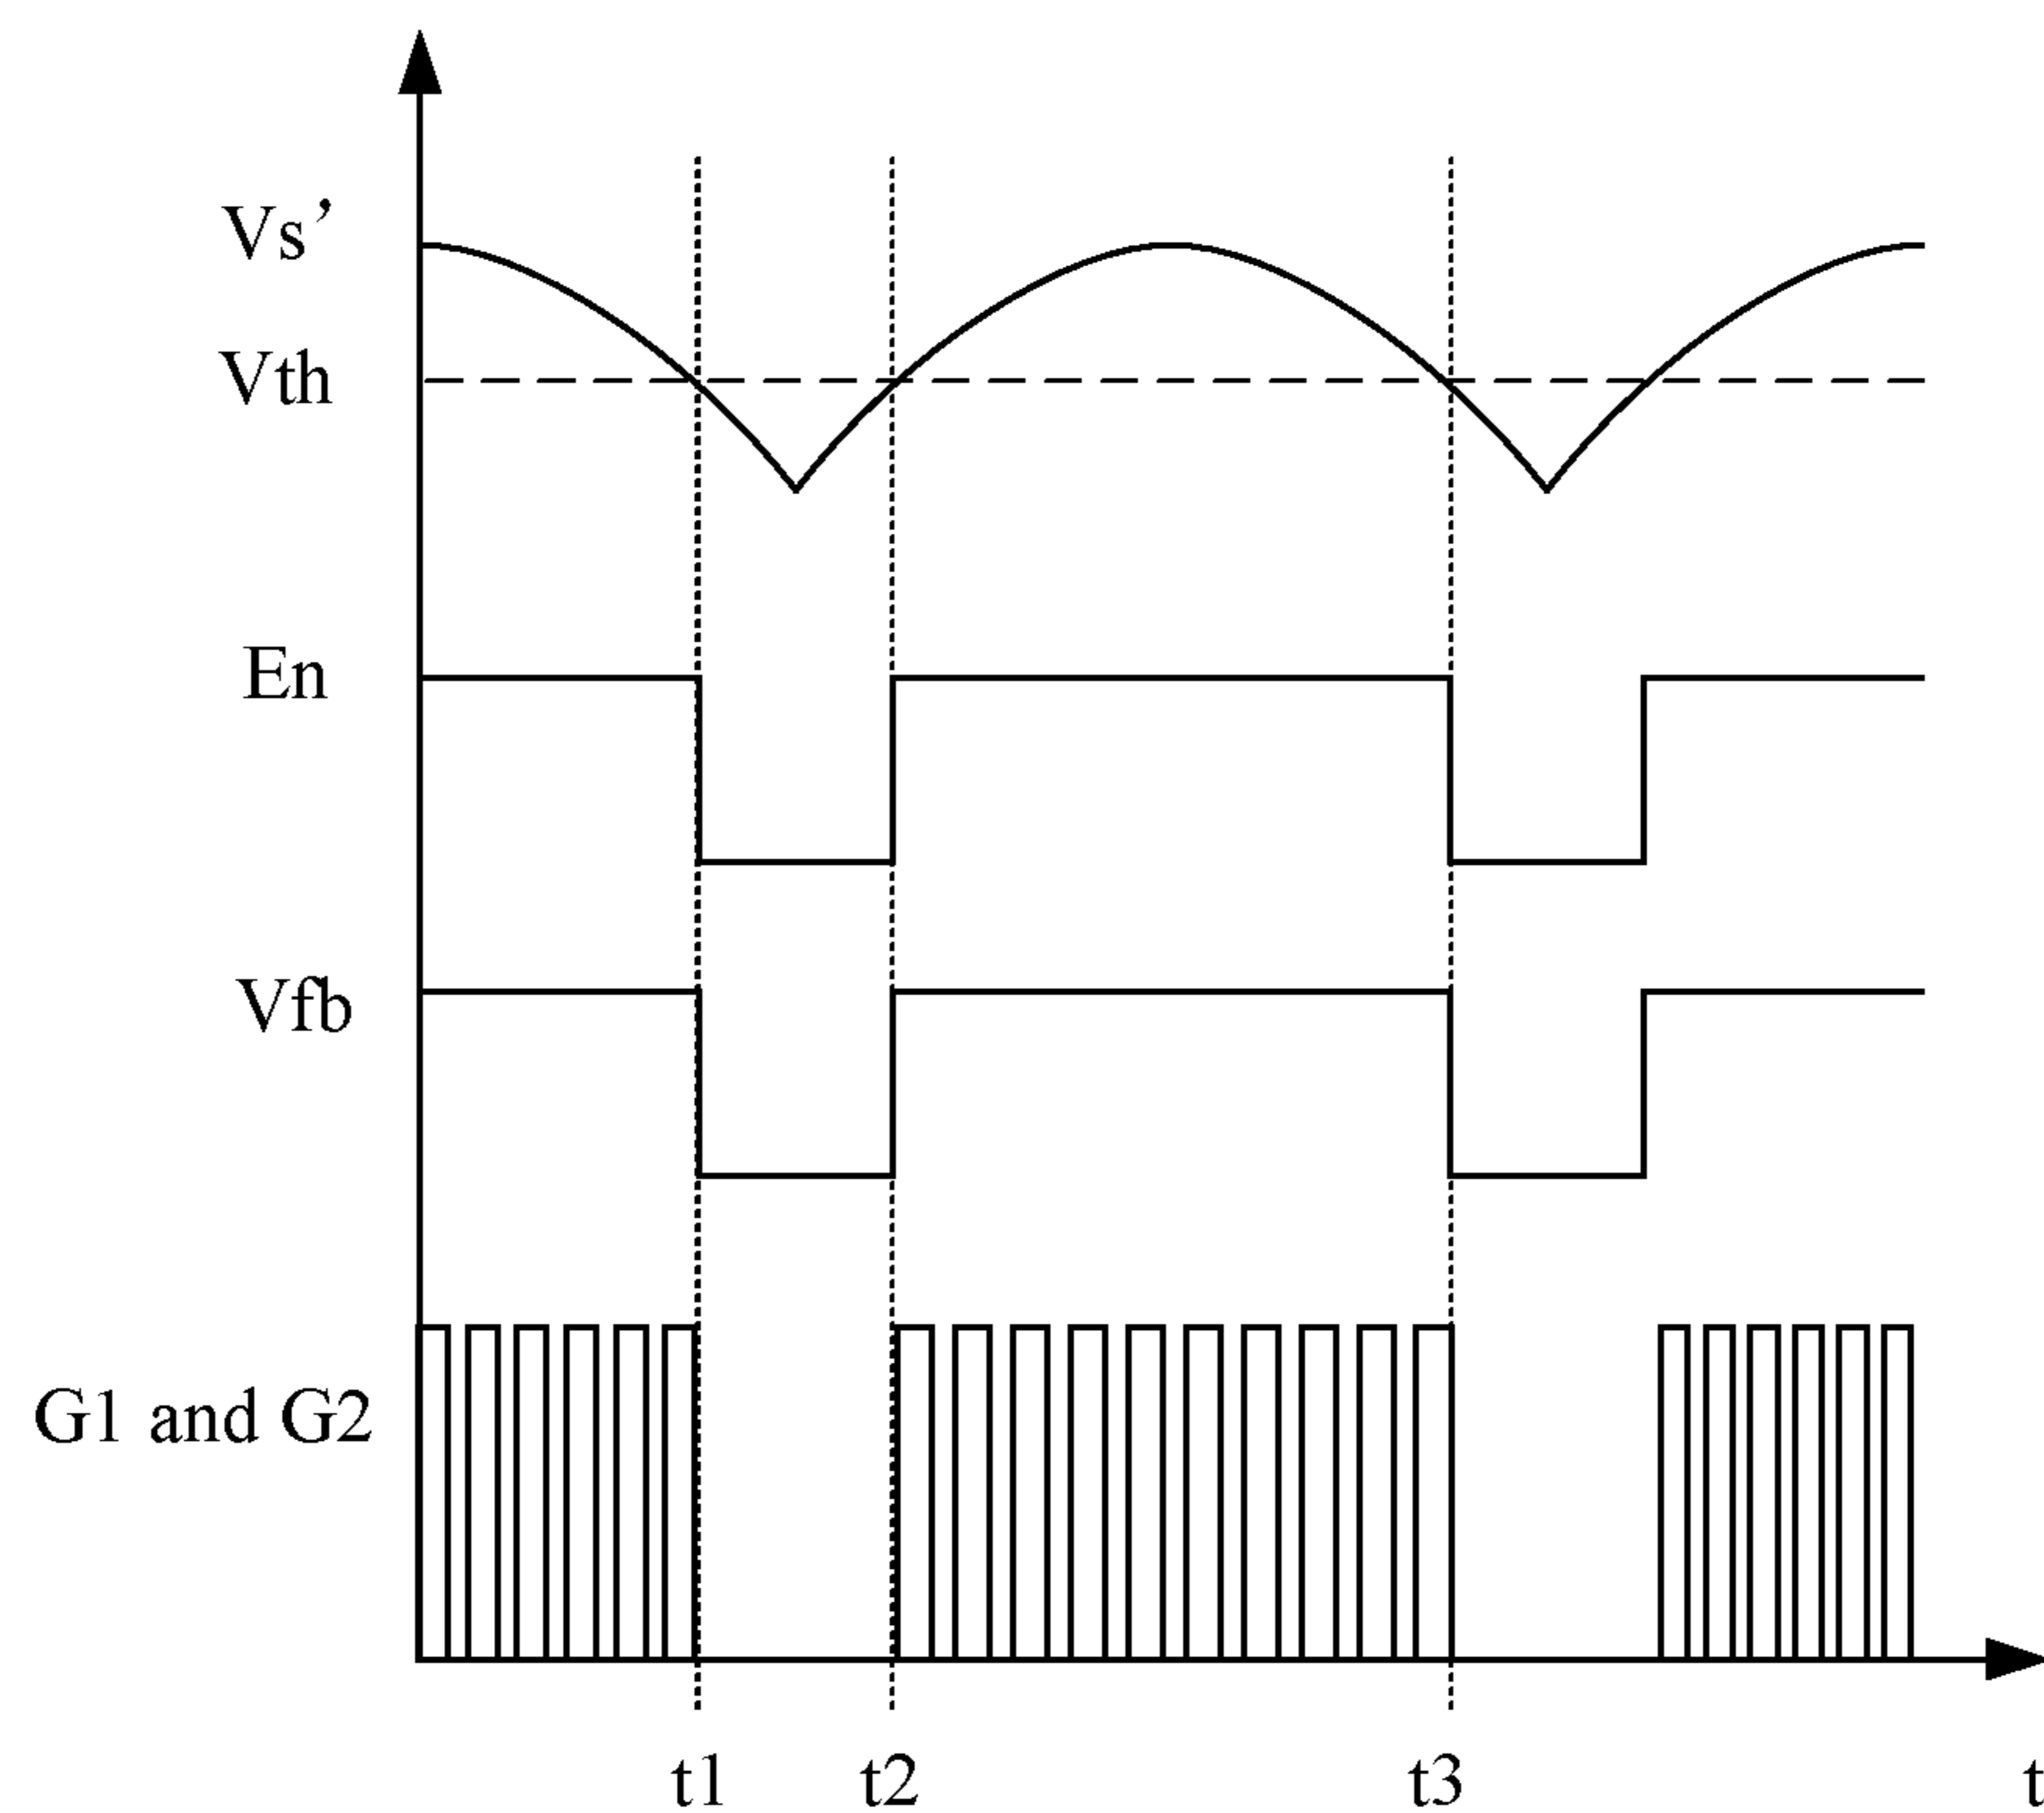 Vs’
Vth
En
Vfb
G1 and G2
t1
t2
t3
t